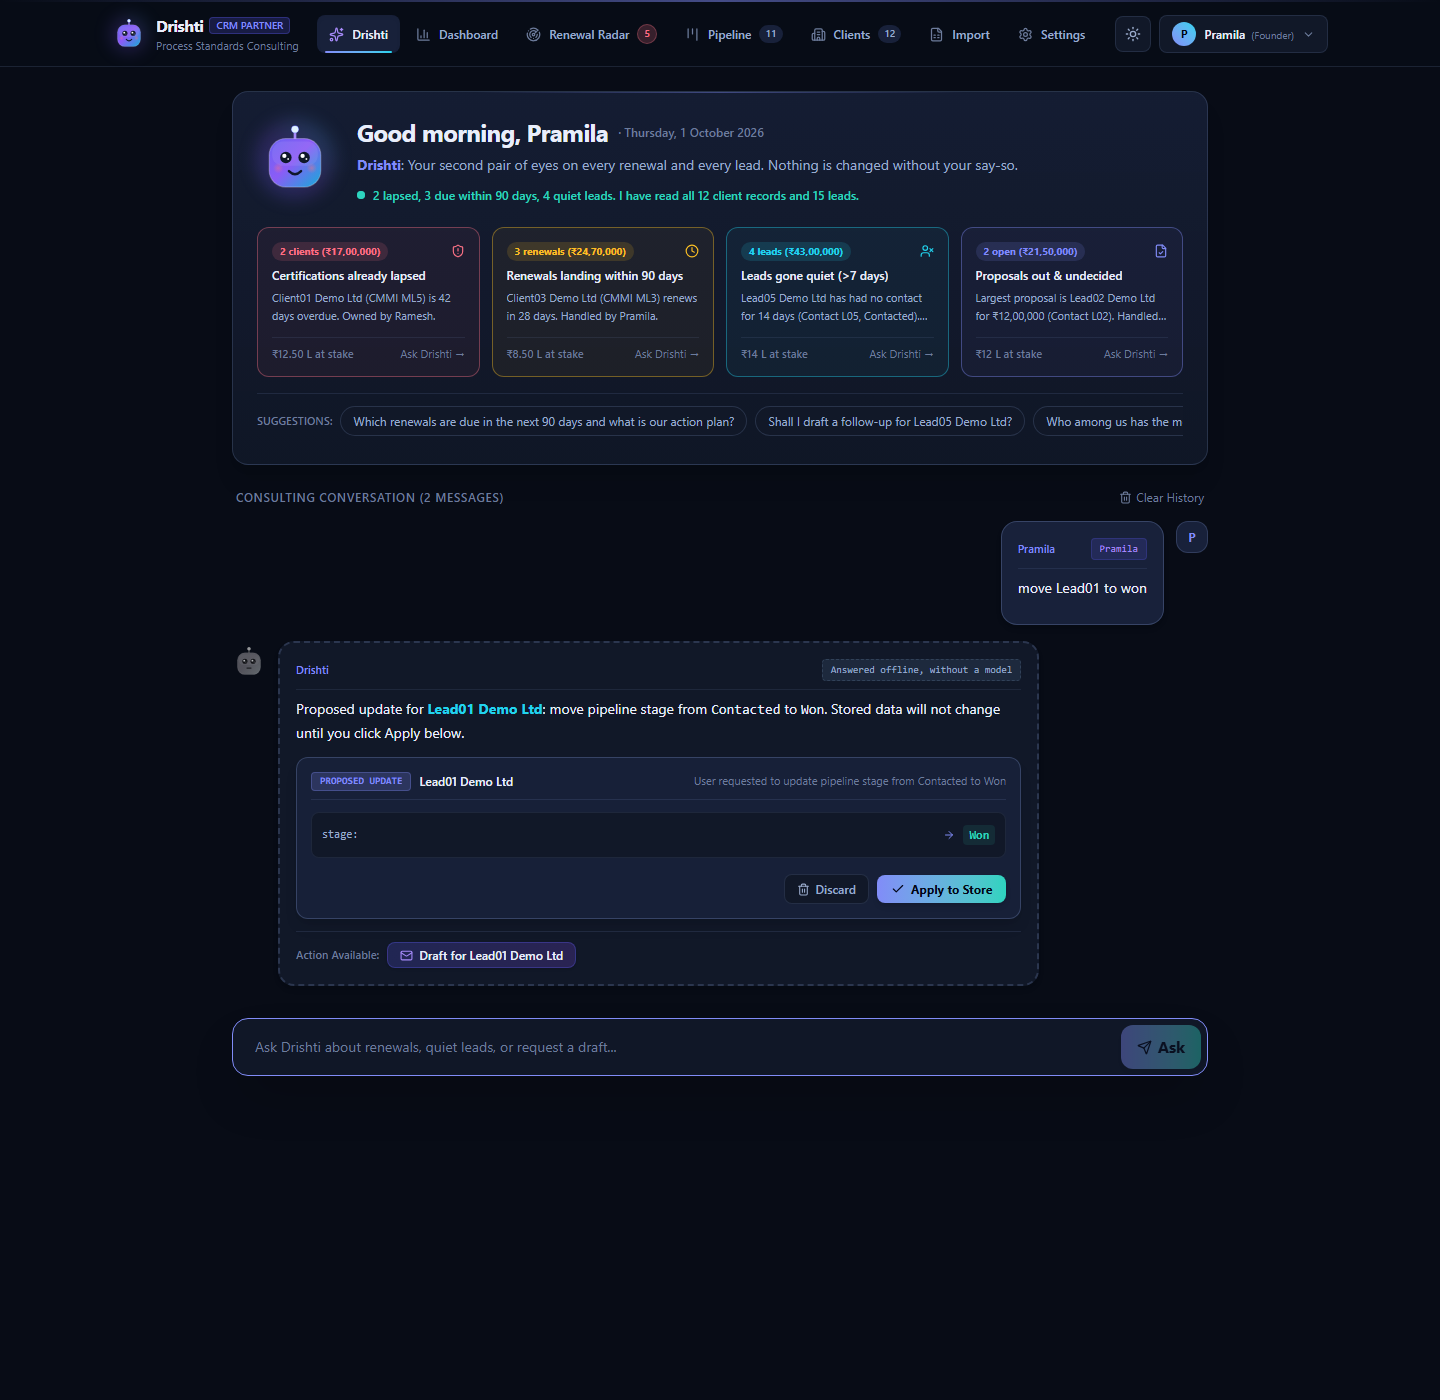 Drishti CRM PARTNER
Process Standards Consulting
Drishti
Dashboard
Renewal Radar 5
Pipeline 11
Clients 12
Import
Settings
P Pramila (Founder)
Good morning, Pramila · Thursday, 1 October 2026
Drishti: Your second pair of eyes on every renewal and every lead. Nothing is changed without your say-so.
2 lapsed, 3 due within 90 days, 4 quiet leads. I have read all 12 client records and 15 leads.
2 clients (₹17,00,000)
Certifications already lapsed
Client01 Demo Ltd (CMMI ML5) is 42
days overdue. Owned by Ramesh.
₹12.50 L at stake Ask Drishti →
3 renewals (₹24,70,000)
Renewals landing within 90 days
Client03 Demo Ltd (CMMI ML3) renews
in 28 days. Handled by Pramila.
₹8.50 L at stake Ask Drishti →
4 leads (₹43,00,000)
Leads gone quiet (>7 days)
Lead05 Demo Ltd has had no contact
for 14 days (Contact L05, Contacted)....
₹14 L at stake Ask Drishti →
2 open (₹21,50,000)
Proposals out & undecided
Largest proposal is Lead02 Demo Ltd
for ₹12,00,000 (Contact L02). Handled...
₹12 L at stake Ask Drishti →
SUGGESTIONS: Which renewals are due in the next 90 days and what is our action plan? Shall I draft a follow-up for Lead05 Demo Ltd? Who among us has the m
CONSULTING CONVERSATION (2 MESSAGES) Clear History
Pramila Pramila P
move Lead01 to won
Drishti Answered offline, without a model
Proposed update for Lead01 Demo Ltd: move pipeline stage from Contacted to Won. Stored data will not change
until you click Apply below.
PROPOSED UPDATE Lead01 Demo Ltd User requested to update pipeline stage from Contacted to Won
stage: → Won
Discard Apply to Store
Action Available: Draft for Lead01 Demo Ltd
Ask Drishti about renewals, quiet leads, or request a draft... Ask